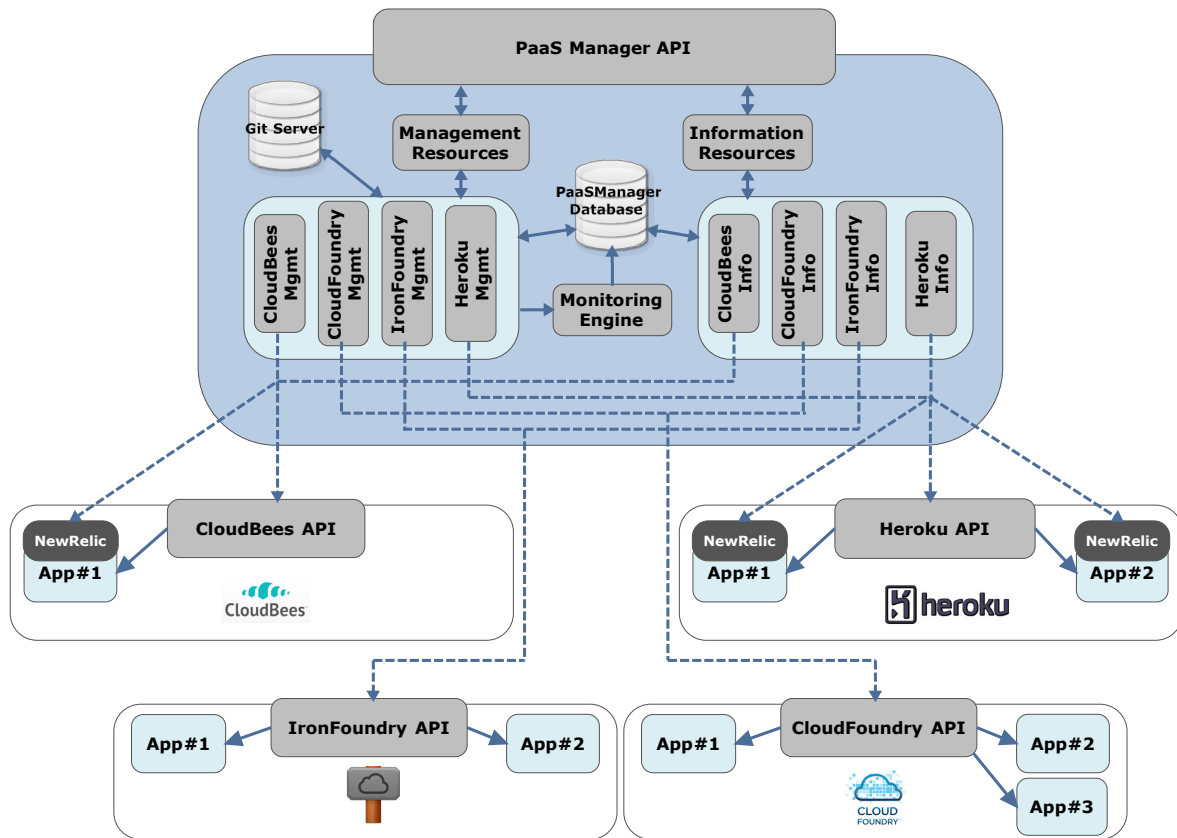 PaaS Manager API
Git Server
Management
Resources
Information
Resources
PaaSManager
Database
CloudBees
Mgmt
CloudFoundry
Mgmt
IronFoundry
Mgmt
Heroku
Mgmt
Monitoring
Engine
CloudBees
Info
CloudFoundry
Info
IronFoundry
Info
Heroku
Info
NewRelic
App#1
CloudBees API
CloudBees
NewRelic
App#1
Heroku API
NewRelic
App#2
heroku
App#1
IronFoundry API
App#2
App#1
CloudFoundry API
App#2
App#3
CLOUD
FOUNDRY